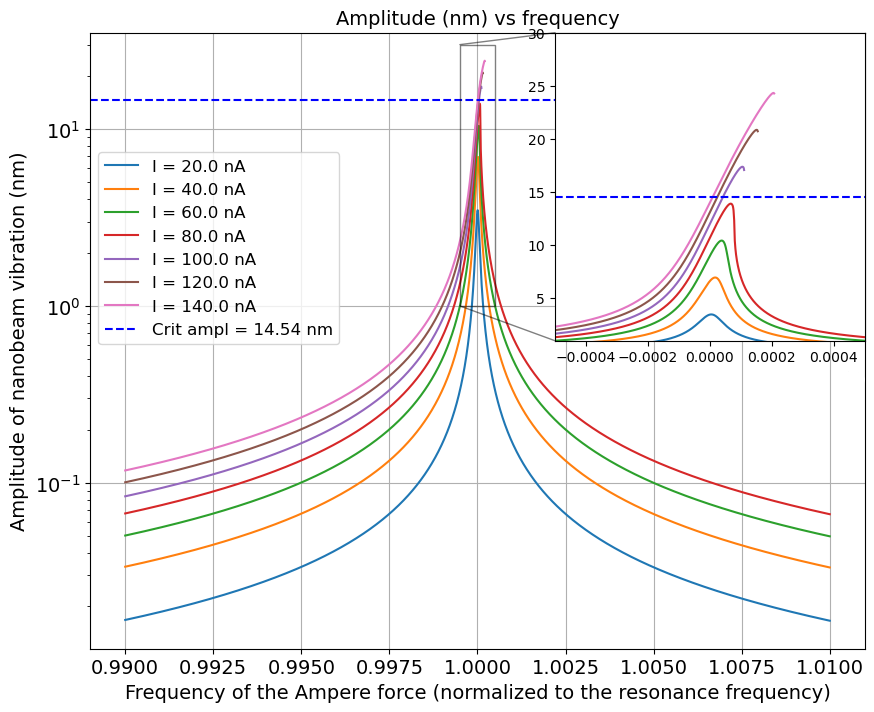 Amplitude (nm) vs frequency
Amplitude of nanobeam vibration (nm)
10¹
10⁰
10⁻¹
I = 20.0 nA
I = 40.0 nA
I = 60.0 nA
I = 80.0 nA
I = 100.0 nA
I = 120.0 nA
I = 140.0 nA
Crit ampl = 14.54 nm
30
25
20
15
10
5
−0.0004 −0.0002 0.0000 0.0002 0.0004
0.9900 0.9925 0.9950 0.9975 1.0000 1.0025 1.0050 1.0075 1.0100
Frequency of the Ampere force (normalized to the resonance frequency)